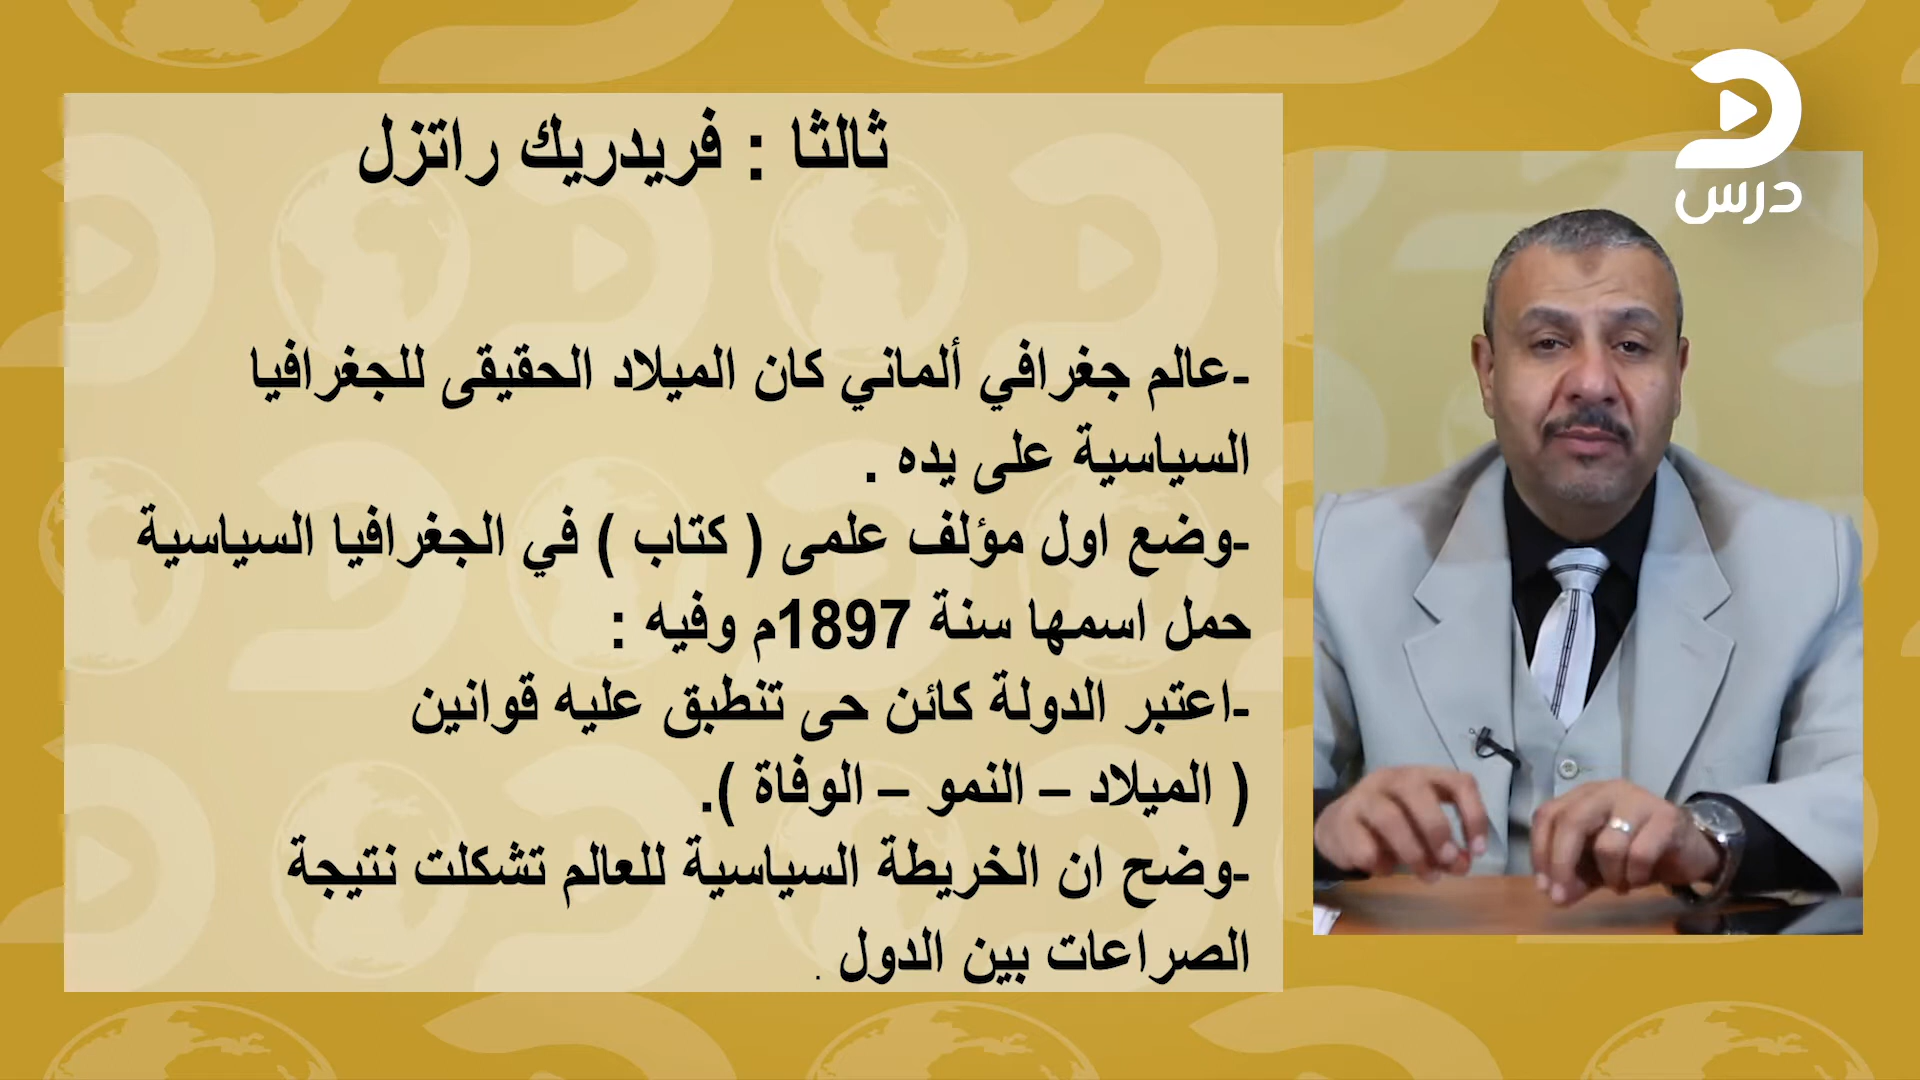 ثالثا : فريدريك راتزل
-عالم جغرافي ألماني كان الميلاد الحقيقى للجغرافيا
السياسية على يده .
-وضع اول مؤلف علمى ( كتاب ) في الجغرافيا السياسية
حمل اسمها سنة 1897م وفيه :
-اعتبر الدولة كائن حى تنطبق عليه قوانين
( الميلاد – النمو – الوفاة ).
-وضح ان الخريطة السياسية للعالم تشكلت نتيجة
الصراعات بين الدول .
درس